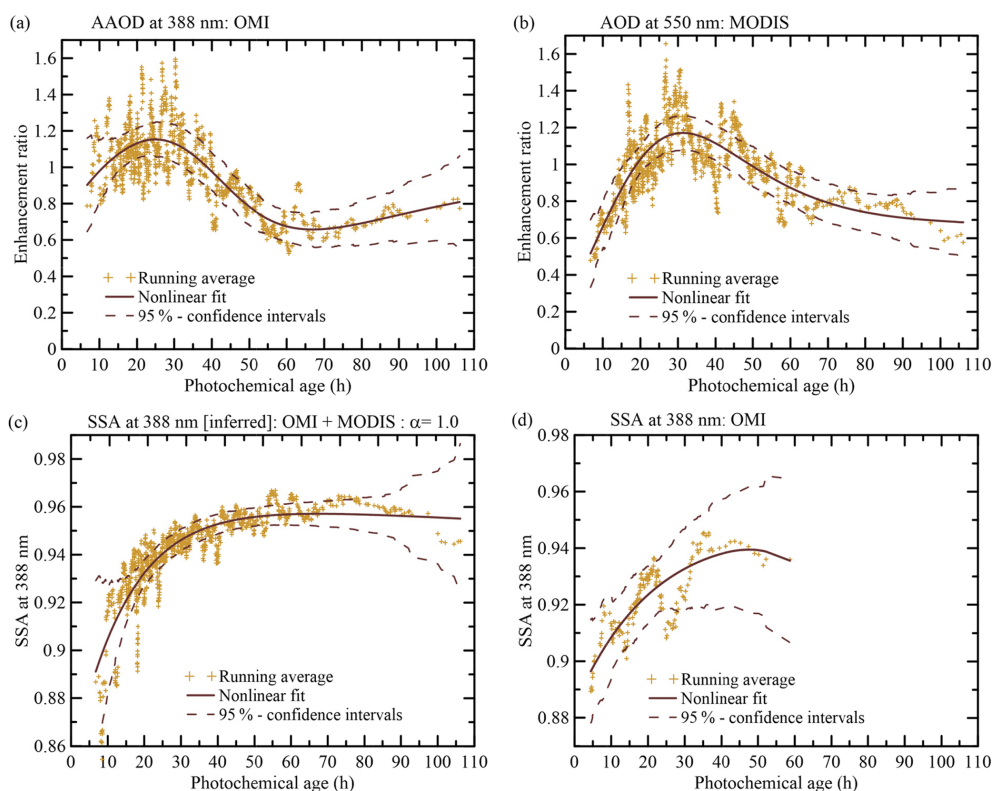 (a) AAOD at 388 nm: OMI
Enhancement ratio
1.6
1.4
1.2
1
0.8
0.6
0.4
0.2
0
Running average
Nonlinear fit
95 % - confidence intervals
0 10 20 30 40 50 60 70 80 90 100 110
Photochemical age (h)
(b) AOD at 550 nm: MODIS
Enhancement ratio
1.6
1.4
1.2
1
0.8
0.6
0.4
0.2
0
Running average
Nonlinear fit
95 % - confidence intervals
0 10 20 30 40 50 60 70 80 90 100 110
Photochemical age (h)
(c) SSA at 388 nm [inferred]: OMI + MODIS : α= 1.0
SSA at 388 nm
0.98
0.96
0.94
0.92
0.9
0.88
0.86
Running average
Nonlinear fit
95 % - confidence intervals
0 10 20 30 40 50 60 70 80 90 100 110
Photochemical age (h)
(d) SSA at 388 nm: OMI
SSA at 388 nm
0.98
0.96
0.94
0.92
0.9
0.88
Running average
Nonlinear fit
95 % - confidence intervals
0 10 20 30 40 50 60 70 80 90 100 110
Photochemical age (h)